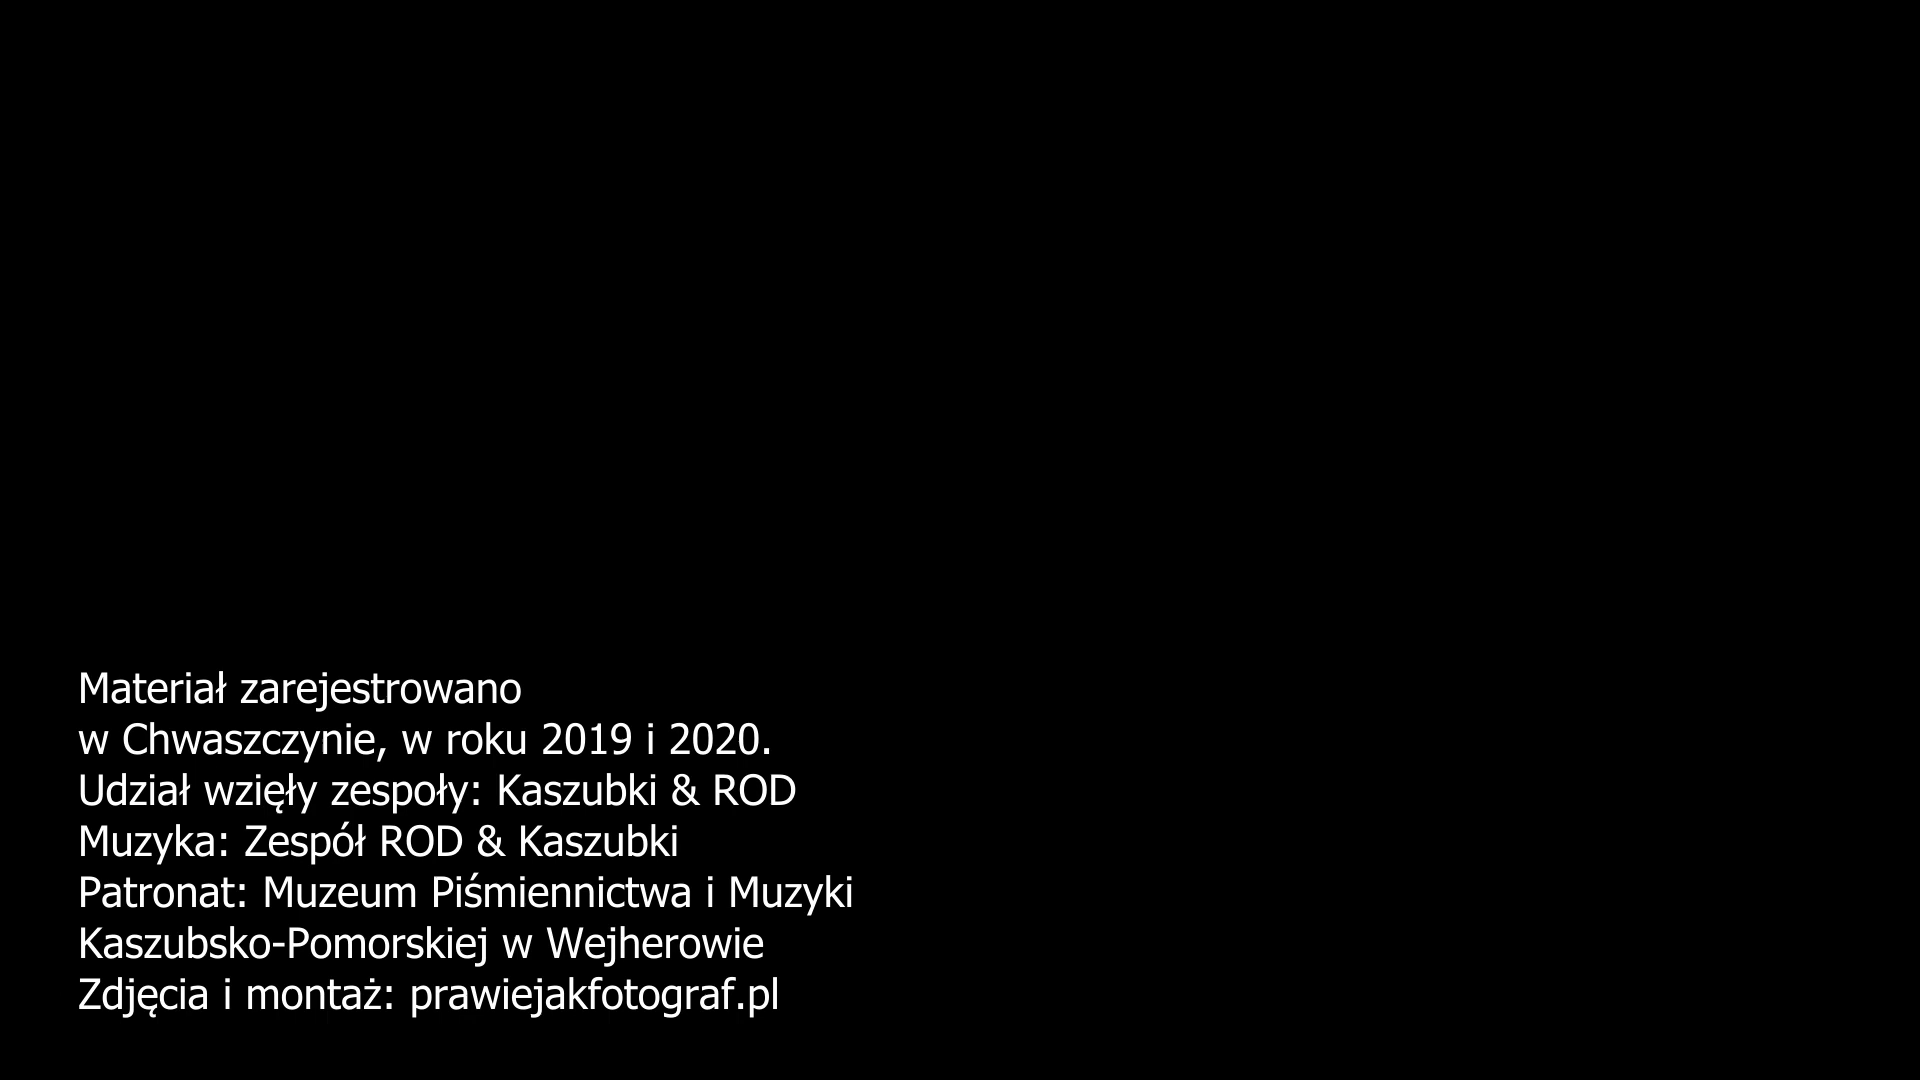 Materiał zarejestrowano
w Chwaszczynie, w roku 2019 i 2020.
Udział wzięły zespoły: Kaszubki & ROD
Muzyka: Zespół ROD & Kaszubki
Patronat: Muzeum Piśmiennictwa i Muzyki
Kaszubsko-Pomorskiej w Wejherowie
Zdjęcia i montaż: prawiejakfotograf.pl